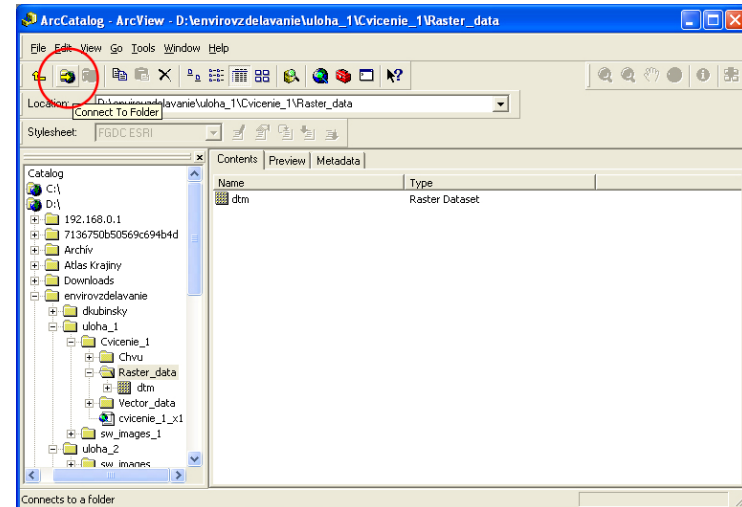 ArcCatalog - ArcView - D:\envirovzdelavanie\uloha_1\Cvicenie_1\Raster_data
File Edit View Go Tools Window Help
Location: D:\envirovzdelavanie\uloha_1\Cvicenie_1\Raster_data
Connect To Folder
Stylesheet: FGDC ESRI
Contents Preview Metadata
Catalog
C:\
D:\
192.168.0.1
7136750b50569c694b4d
Archív
Atlas Krajiny
Downloads
envirovzdelavanie
dkubinsky
uloha_1
Cvicenie_1
Chvu
Raster_data
dtm
Vector_data
cvicenie_1_x1
sw_images_1
uloha_2
sw_images
Name Type
dtm Raster Dataset
Connects to a folder